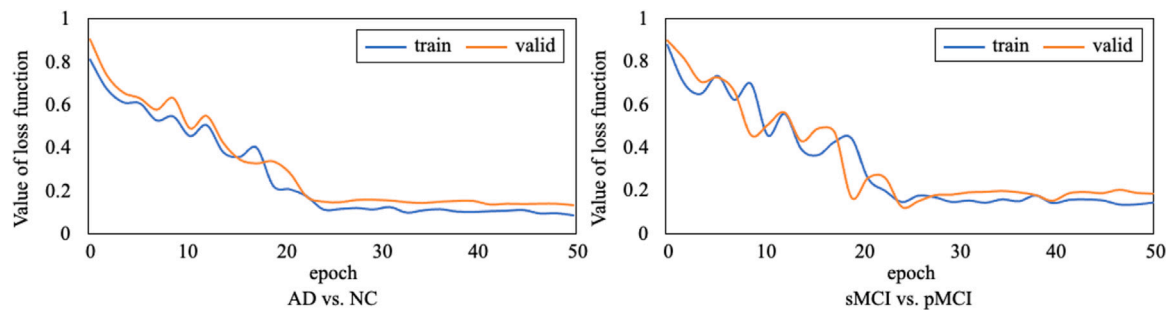 Value of loss function
1
0.8
0.6
0.4
0.2
0
train valid
0 10 20 30 40 50
epoch
AD vs. NC
Value of loss function
1
0.8
0.6
0.4
0.2
0
train valid
0 10 20 30 40 50
epoch
sMCI vs. pMCI